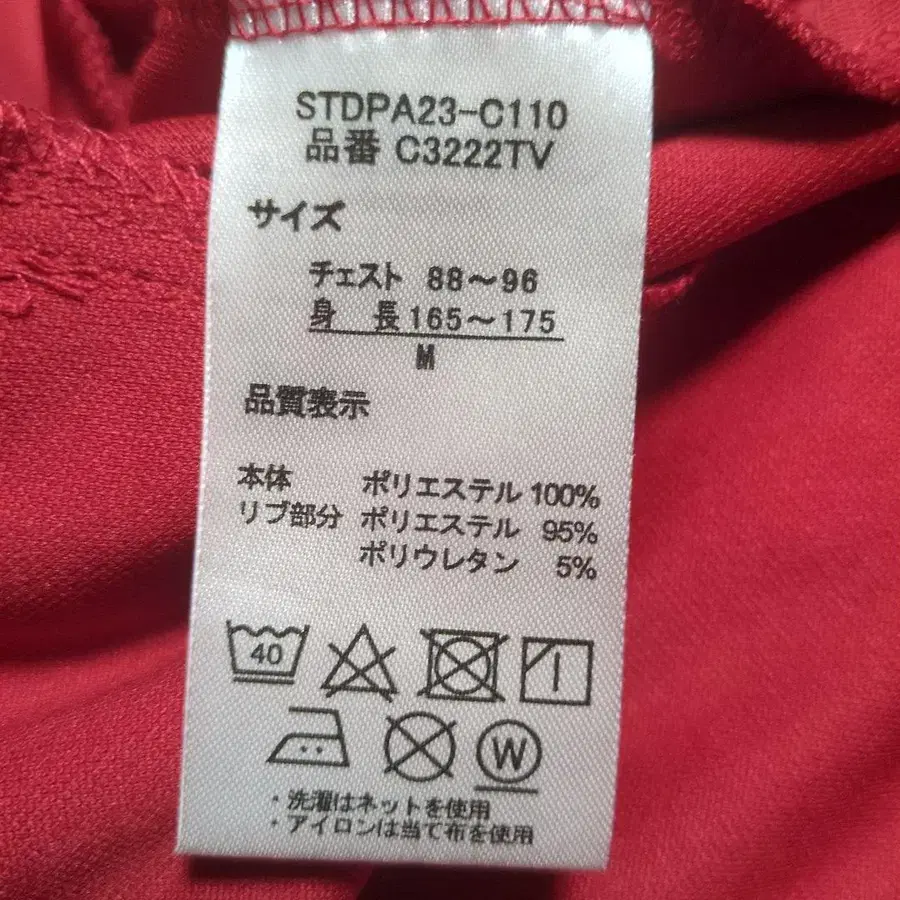 STDPA23-C110
品番 C3222TV
サイズ
チェスト 88～96
身 長 165～175
M
品質表示
本体 ポリエステル 100%
リブ部分 ポリエステル 95%
ポリウレタン 5%
40
W
・洗濯はネットを使用
・アイロンは当て布を使用